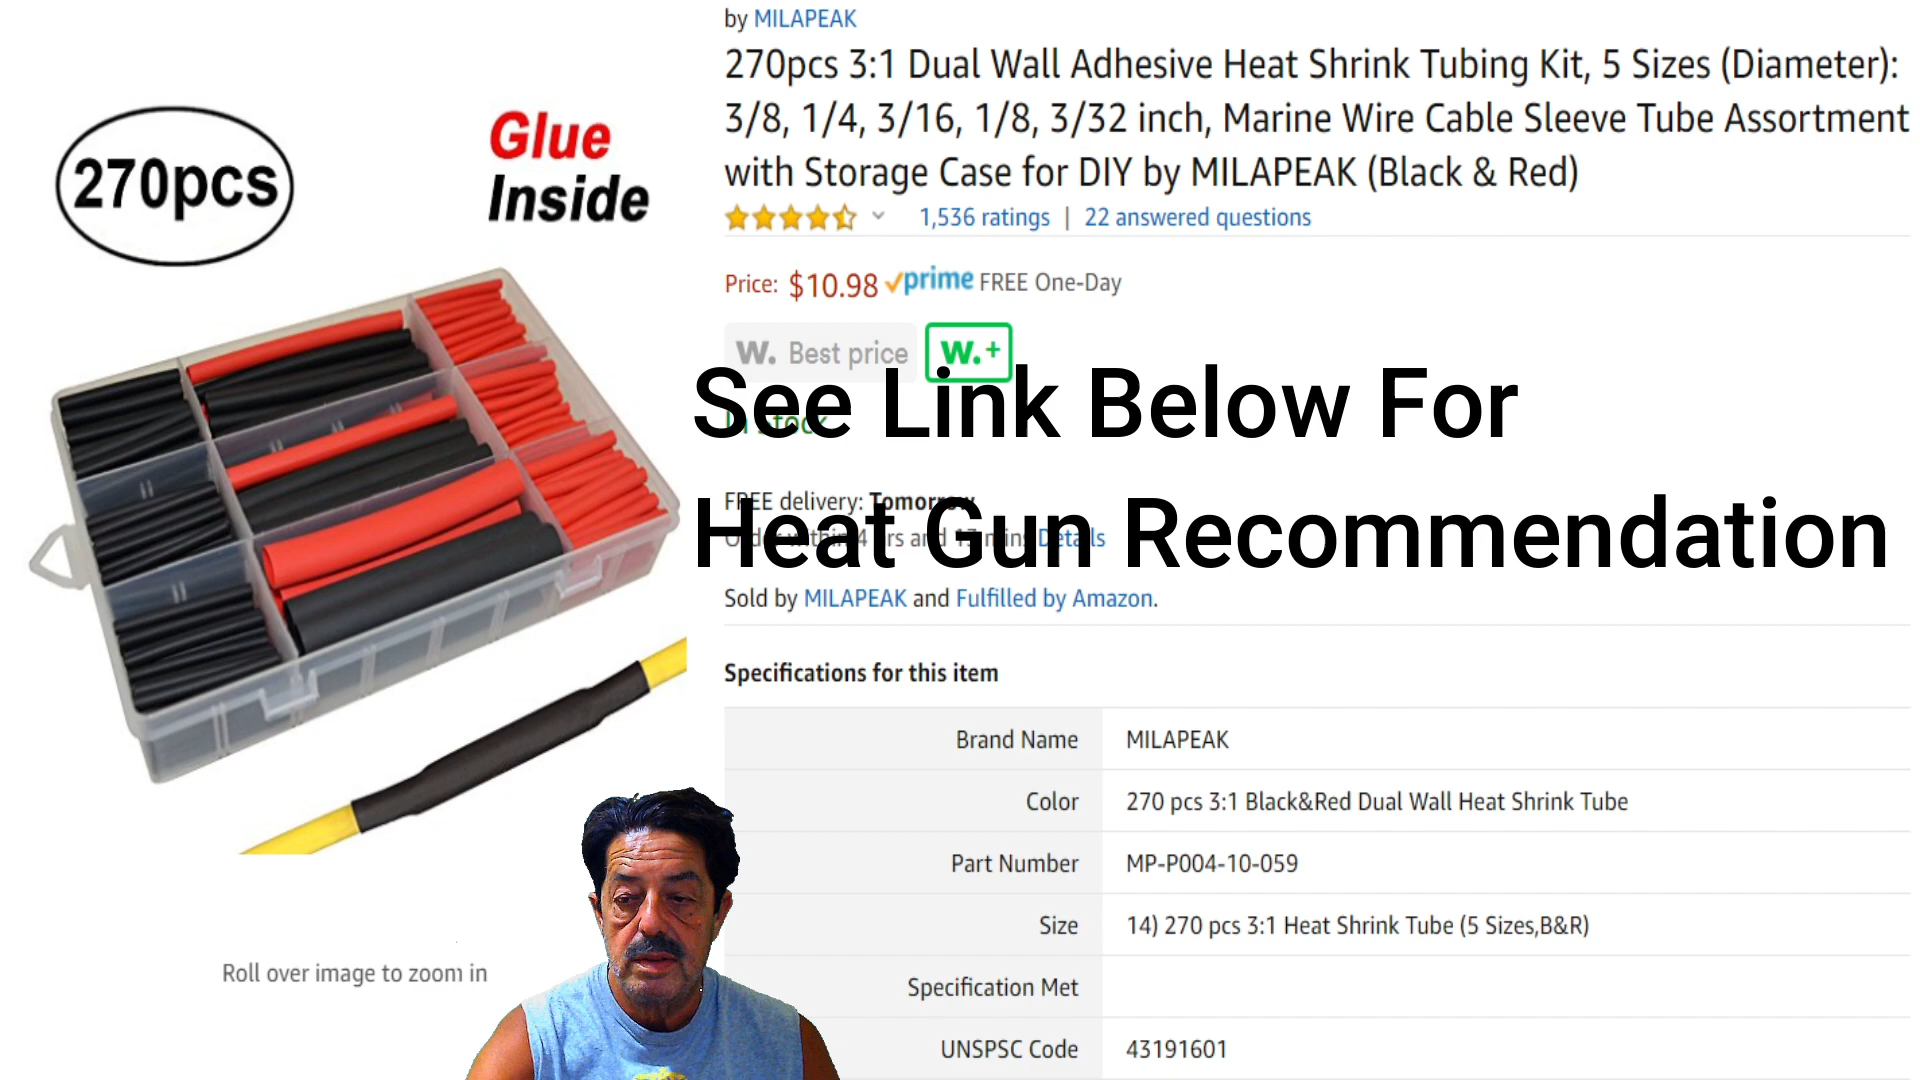 270pcs
Glue
Inside
Roll over image to zoom in
by MILAPEAK
270pcs 3:1 Dual Wall Adhesive Heat Shrink Tubing Kit, 5 Sizes (Diameter):
3/8, 1/4, 3/16, 1/8, 3/32 inch, Marine Wire Cable Sleeve Tube Assortment
with Storage Case for DIY by MILAPEAK (Black & Red)
1,536 ratings | 22 answered questions
Price: $10.98 prime FREE One-Day
W. Best price W.+
See Link Below For
In stock
FREE delivery: Tomorrow
Heat Gun Recommendation
Details
Sold by MILAPEAK and Fulfilled by Amazon.
Specifications for this item
Brand Name MILAPEAK
Color 270 pcs 3:1 Black&Red Dual Wall Heat Shrink Tube
Part Number MP-P004-10-059
Size 14) 270 pcs 3:1 Heat Shrink Tube (5 Sizes,B&R)
Specification Met
UNSPSC Code 43191601